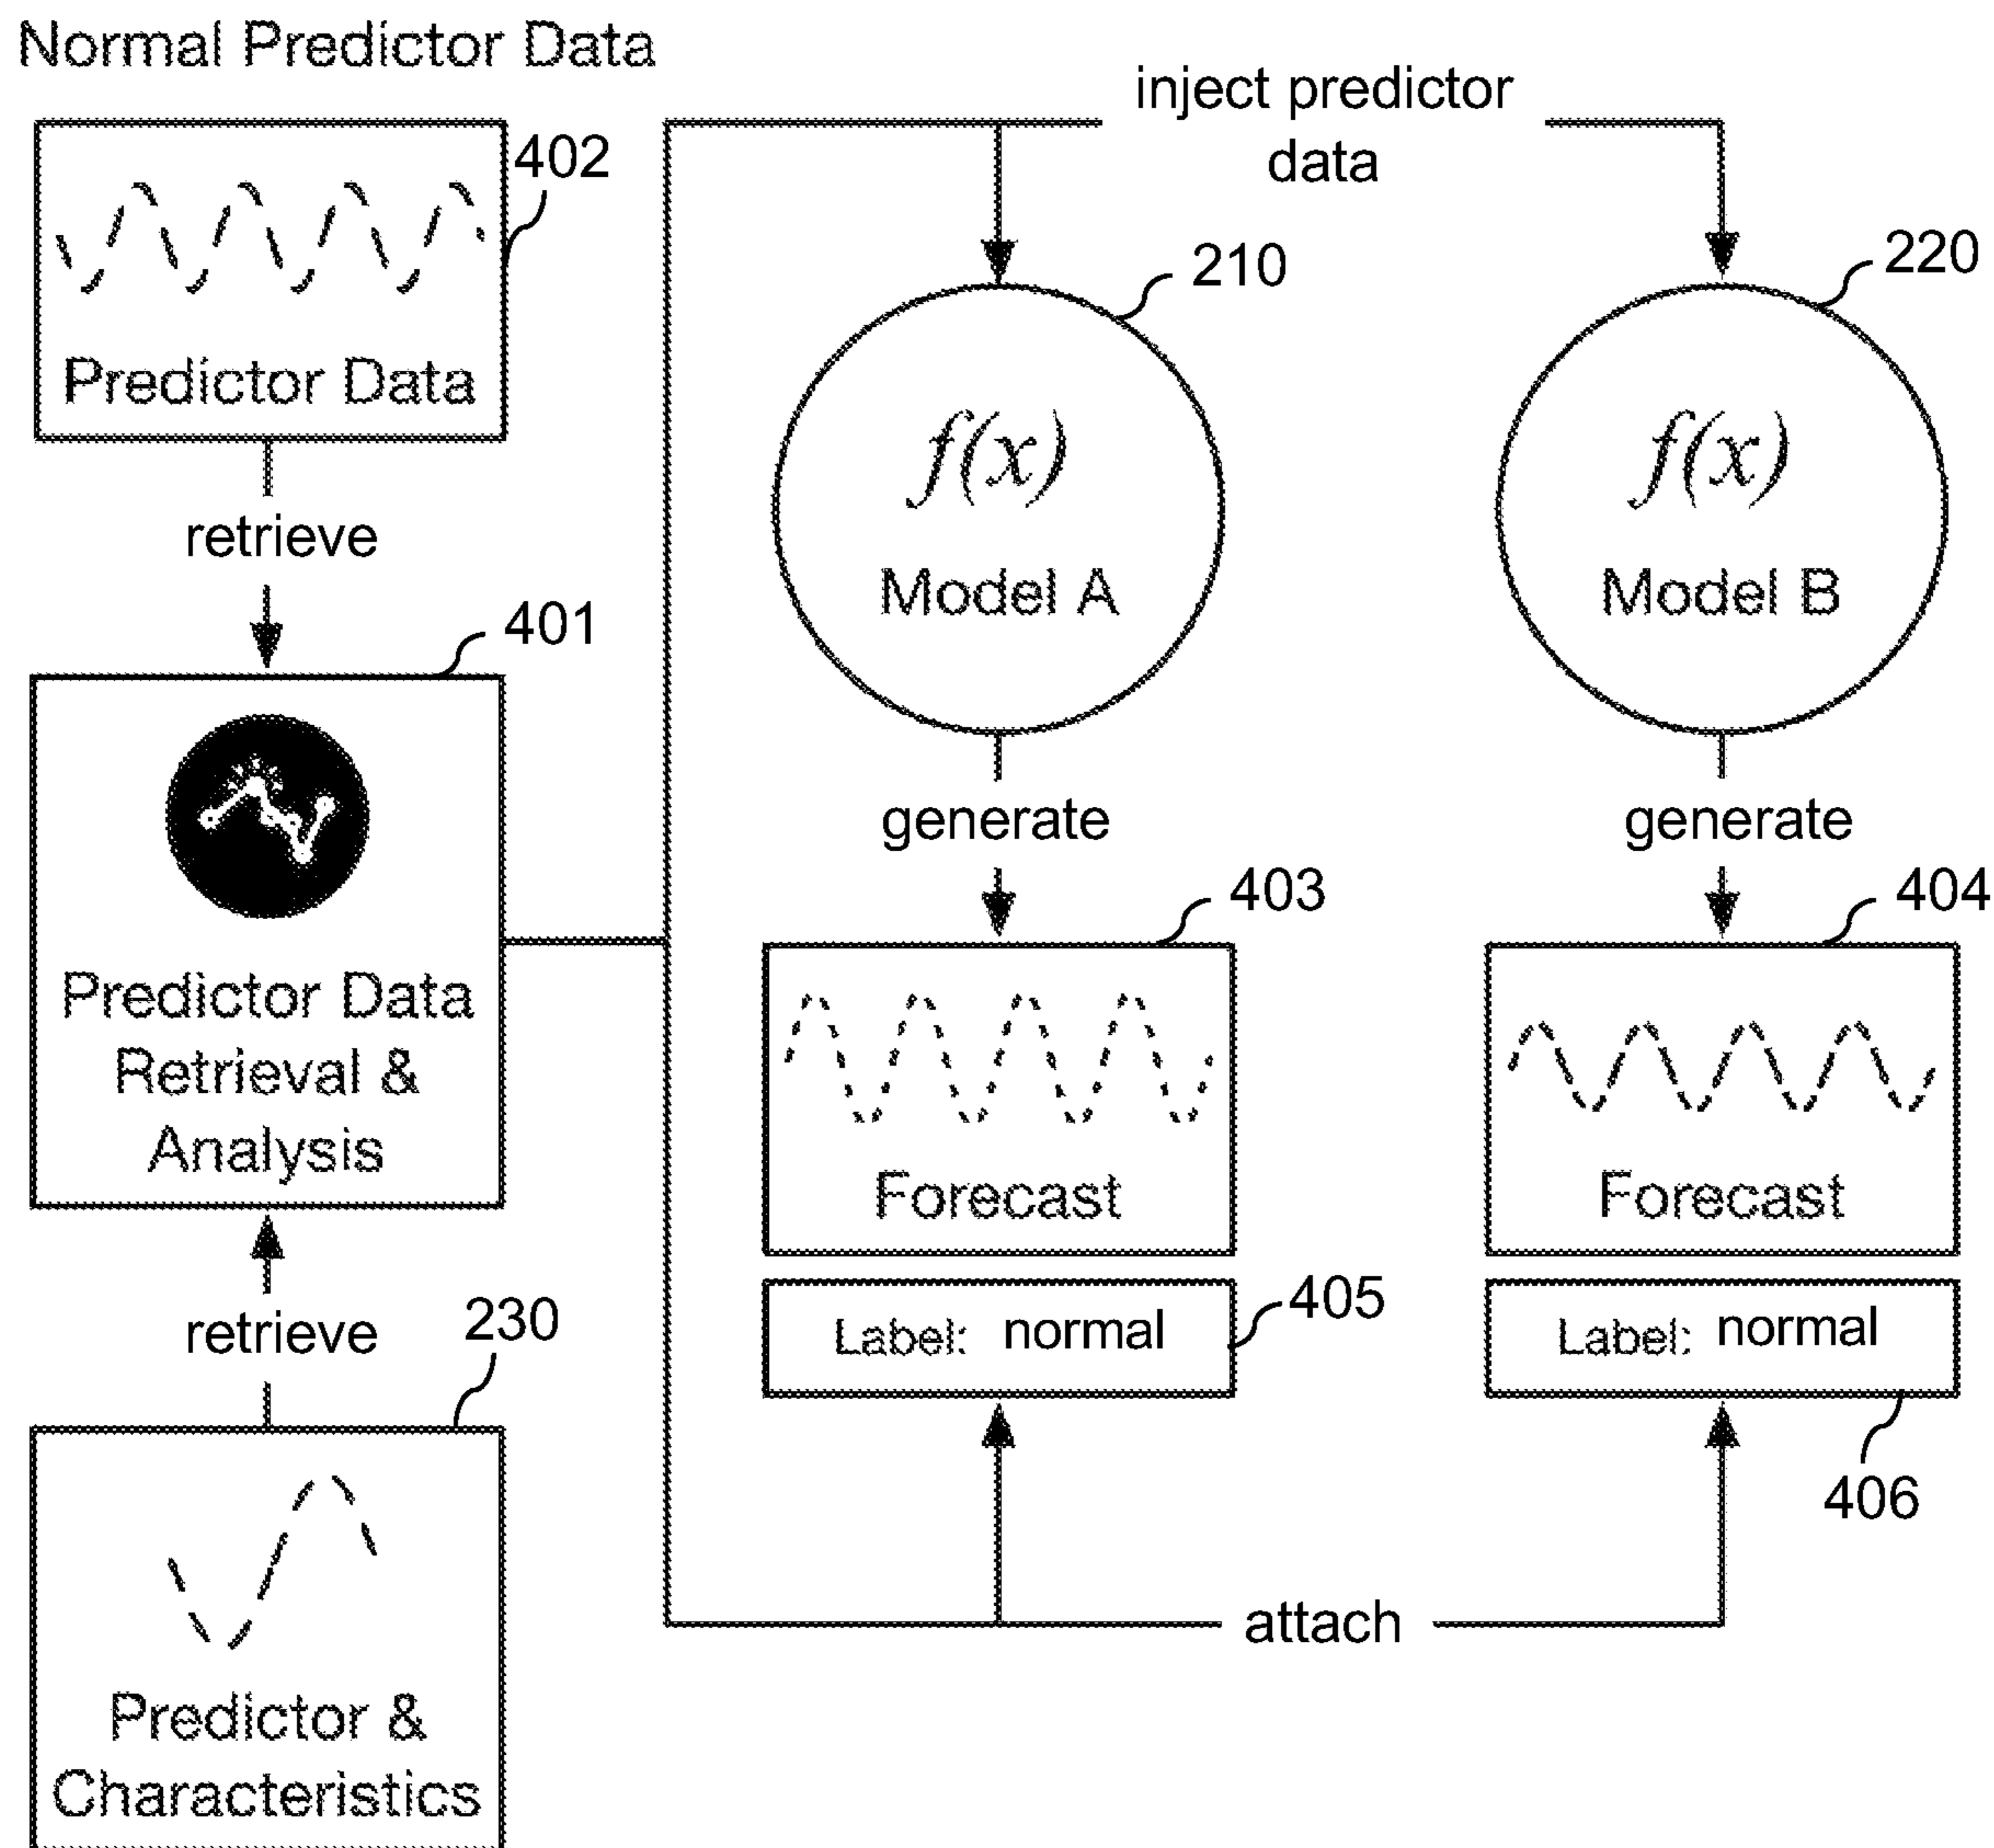 Normal Predictor Data
402
Predictor Data
retrieve
401
Predictor Data
Retrieval &
Analysis
retrieve
230
Predictor &
Characteristics
inject predictor
data
210
f(x)
Model A
generate
403
Forecast
405
Label: normal
220
f(x)
Model B
generate
404
Forecast
Label: normal
406
attach